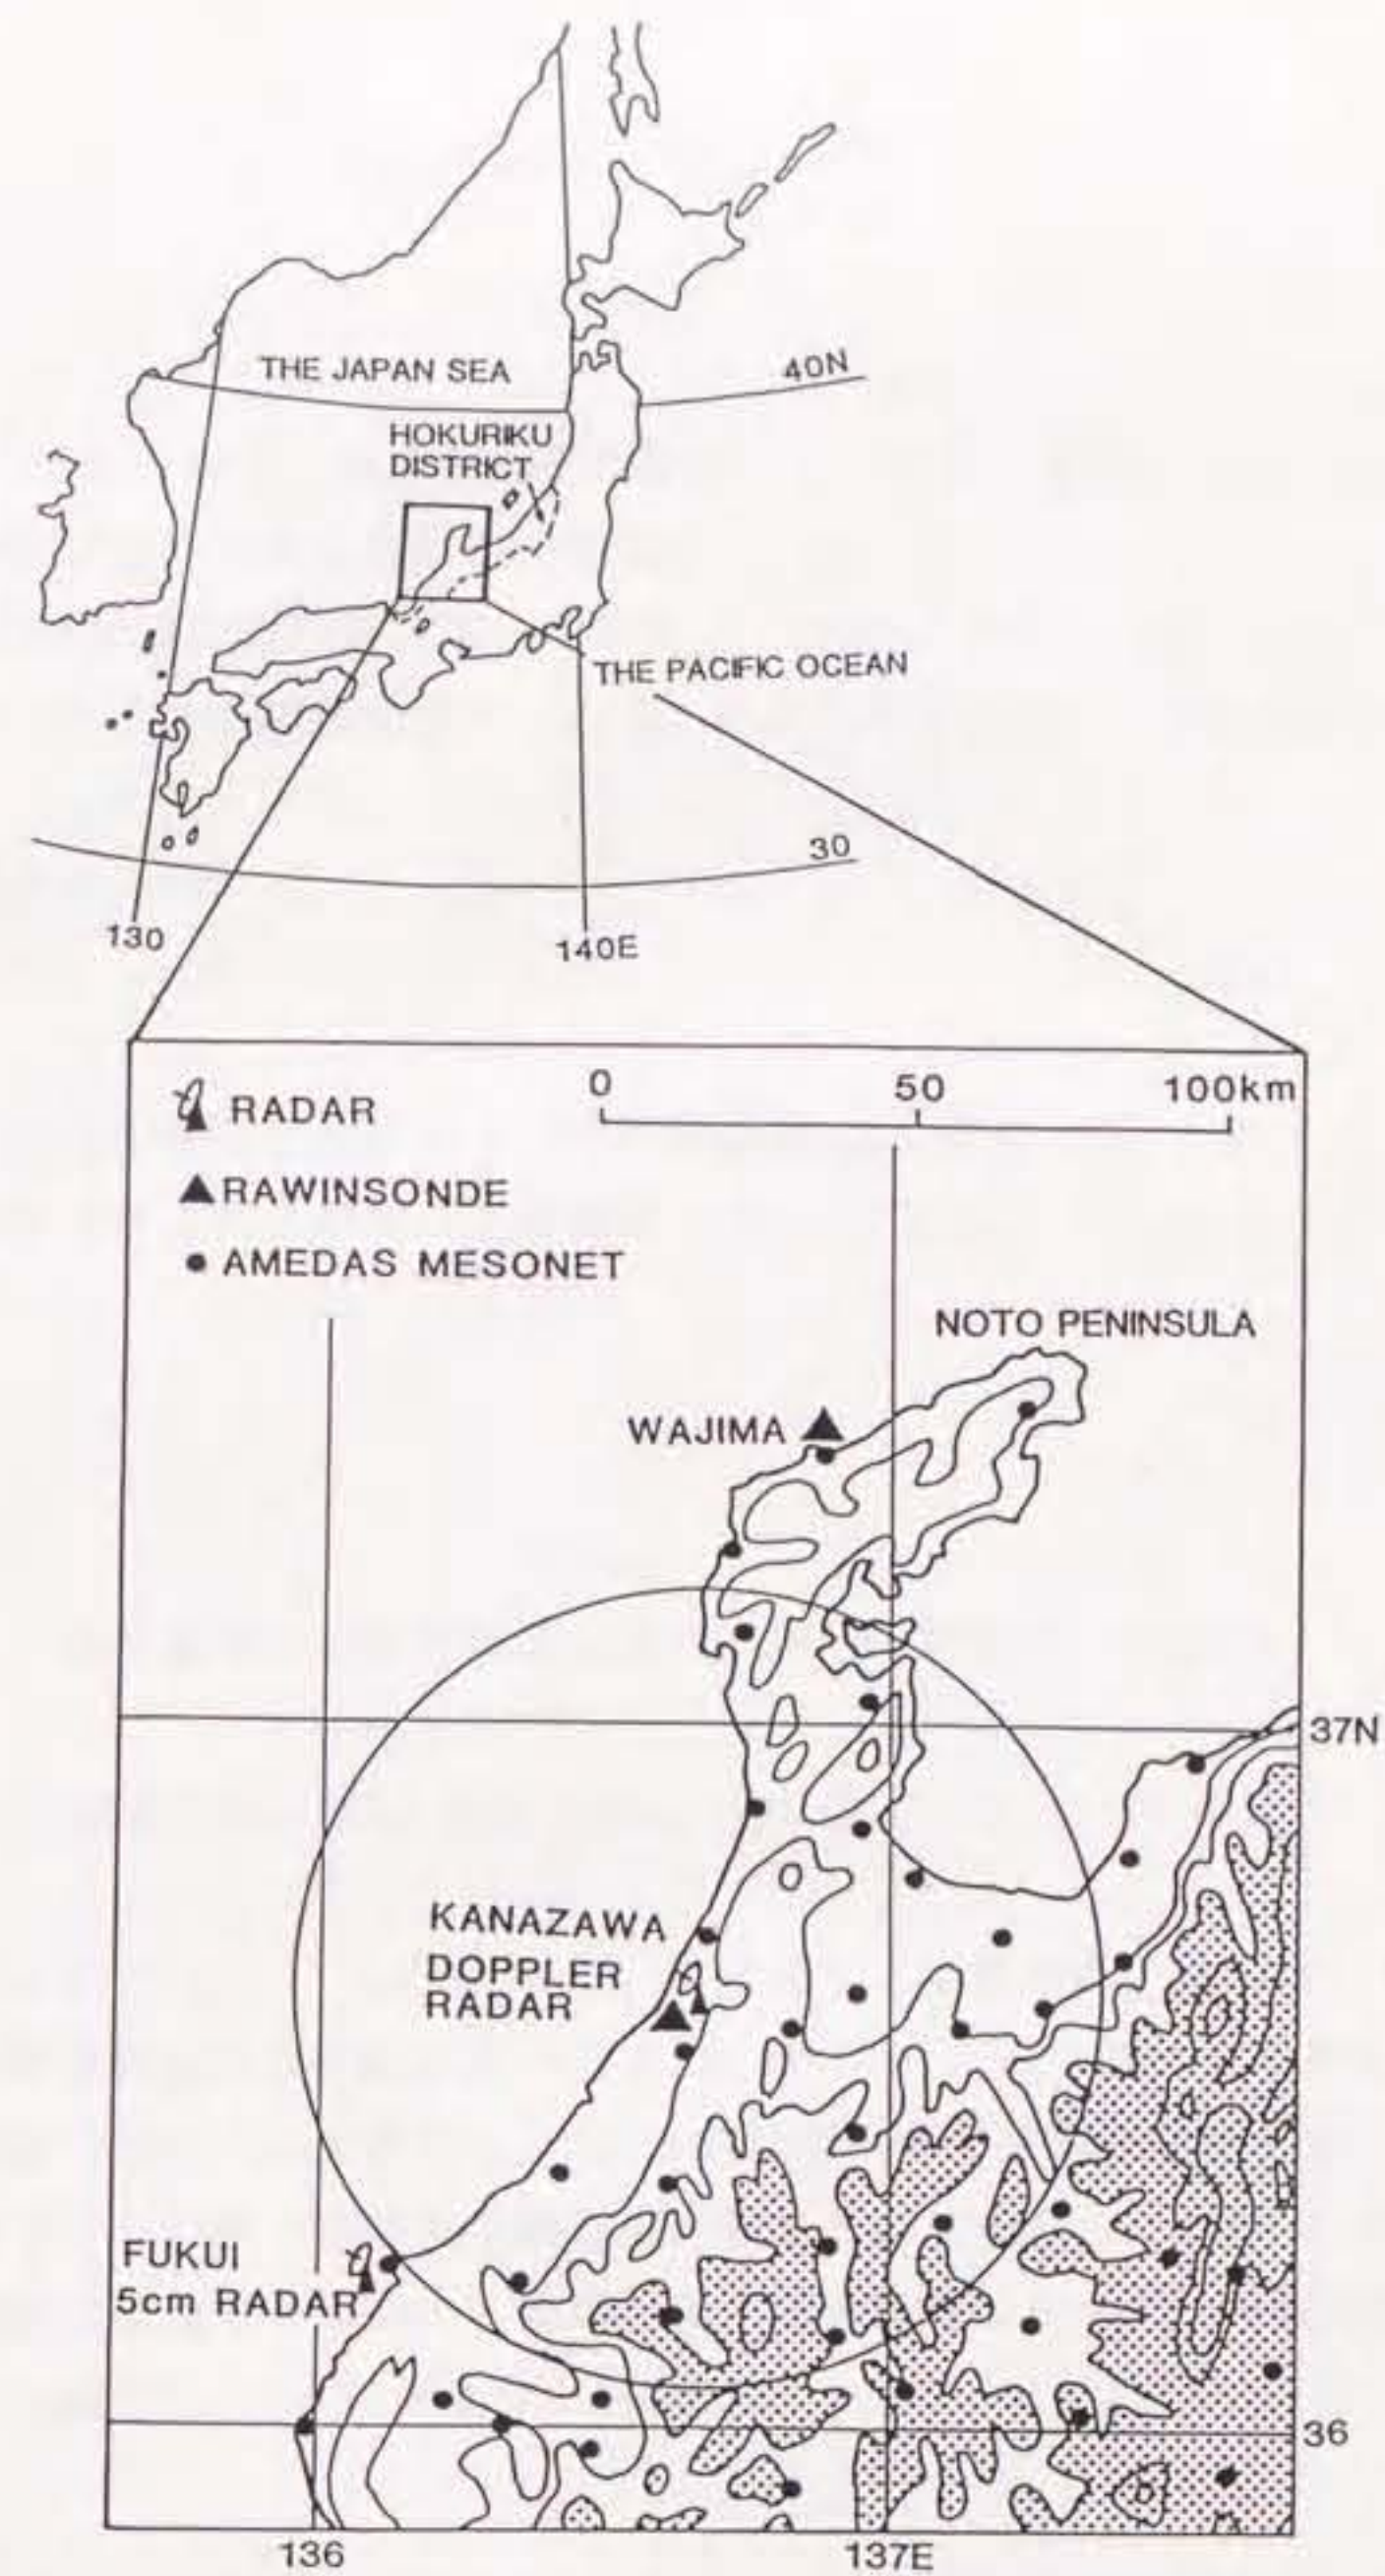 THE JAPAN SEA
40N
HOKURIKU
DISTRICT
THE PACIFIC OCEAN
30
130
140E
0 50 100km
RADAR
RAWINSONDE
AMEDAS MESONET
NOTO PENINSULA
WAJIMA
37N
KANAZAWA
DOPPLER
RADAR
FUKUI
5cm RADAR
36
136
137E